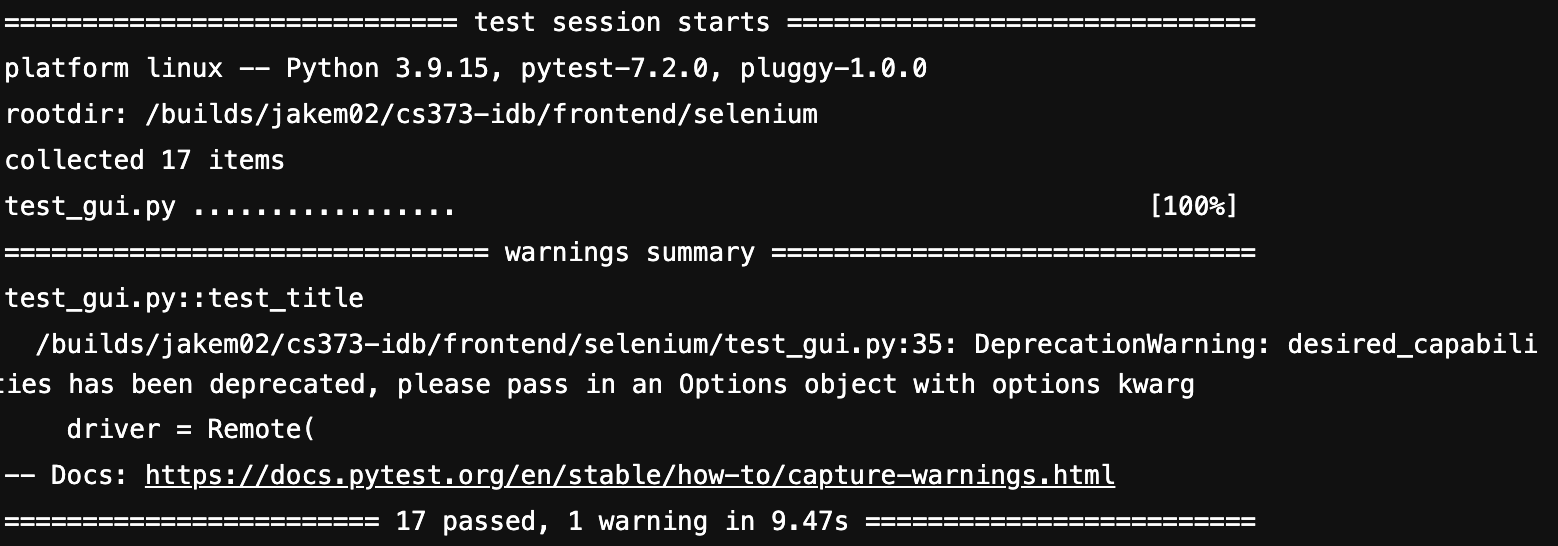 ============================= test session starts ==============================
platform linux -- Python 3.9.15, pytest-7.2.0, pluggy-1.0.0
rootdir: /builds/jakem02/cs373-idb/frontend/selenium
collected 17 items
test_gui.py .................                                            [100%]
=============================== warnings summary ===============================
test_gui.py::test_title
  /builds/jakem02/cs373-idb/frontend/selenium/test_gui.py:35: DeprecationWarning: desired_capabili
ties has been deprecated, please pass in an Options object with options kwarg
    driver = Remote(
-- Docs: https://docs.pytest.org/en/stable/how-to/capture-warnings.html
======================== 17 passed, 1 warning in 9.47s =========================